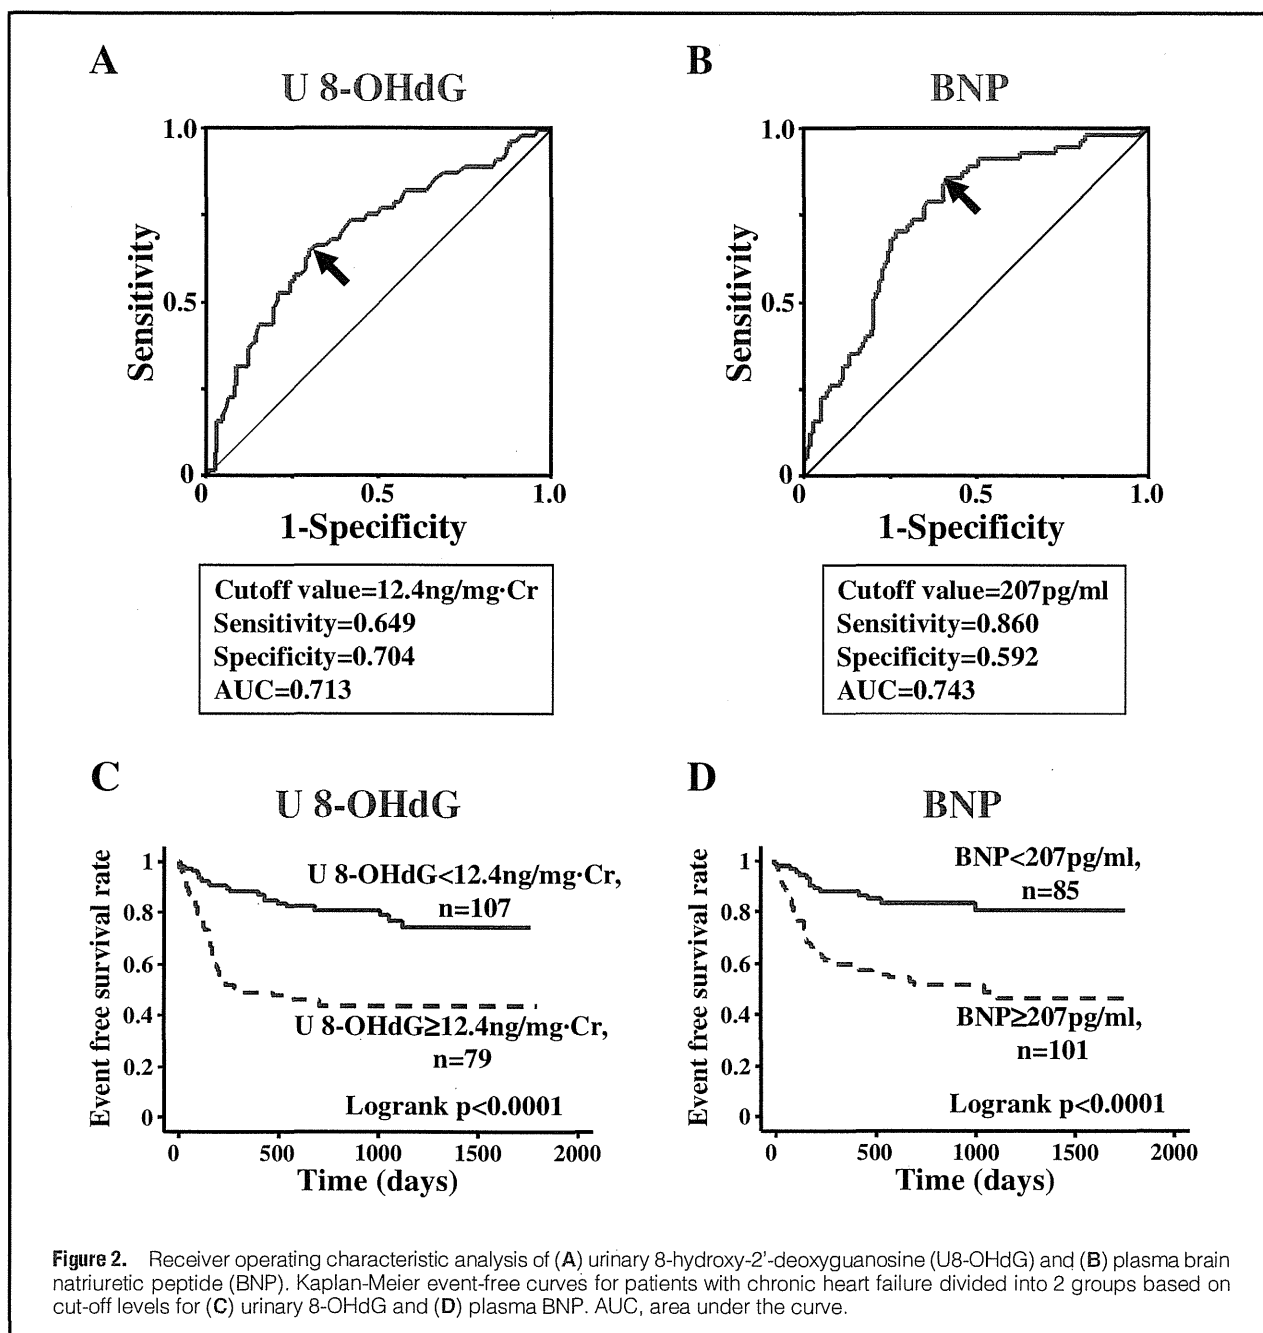 A
U 8-OHdG
1.0
0.5
0
Sensitivity
0
0.5
1.0
1-Specificity
Cutoff value=12.4ng/mg·Cr
Sensitivity=0.649
Specificity=0.704
AUC=0.713
B
BNP
1.0
0.5
0
Sensitivity
0
0.5
1.0
1-Specificity
Cutoff value=207pg/ml
Sensitivity=0.860
Specificity=0.592
AUC=0.743
C
U 8-OHdG
Event free survival rate
1
0.8
0.6
0.4
0.2
0
U 8-OHdG<12.4ng/mg·Cr,
n=107
U 8-OHdG≥12.4ng/mg·Cr,
n=79
Logrank p<0.0001
0
500
1000
1500
2000
Time (days)
D
BNP
Event free survival rate
1
0.8
0.6
0.4
0.2
0
BNP<207pg/ml,
n=85
BNP≥207pg/ml,
n=101
Logrank p<0.0001
0
500
1000
1500
2000
Time (days)
Figure 2. Receiver operating characteristic analysis of (A) urinary 8-hydroxy-2'-deoxyguanosine (U8-OHdG) and (B) plasma brain
natriuretic peptide (BNP). Kaplan-Meier event-free curves for patients with chronic heart failure divided into 2 groups based on
cut-off levels for (C) urinary 8-OHdG and (D) plasma BNP. AUC, area under the curve.